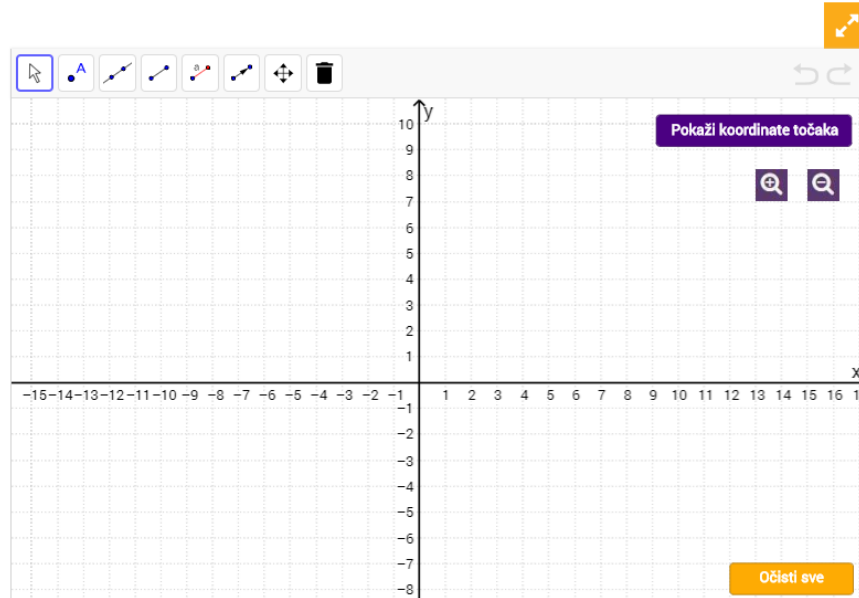 A
a
y
10
Pokaži koordinate točaka
9
8
7
6
5
4
3
2
1
x
−15 −14 −13 −12 −11 −10 −9 −8 −7 −6 −5 −4 −3 −2 −1 1 2 3 4 5 6 7 8 9 10 11 12 13 14 15 16 1
−1
−2
−3
−4
−5
−6
−7
Očisti sve
−8